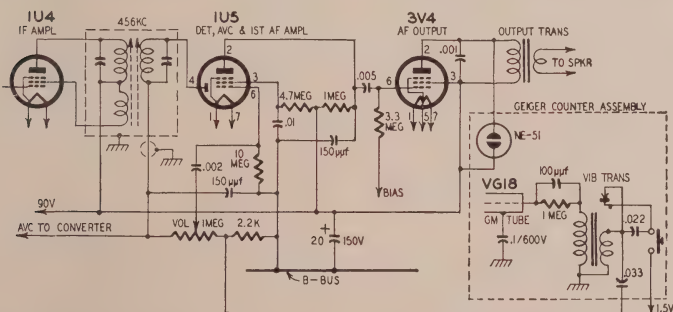 1U4
IF AMPL
456KC
1U5
DET, AVC & 1ST AF AMPL
3V4
AF OUTPUT
OUTPUT TRANS
TO SPKR
2
4
3
6
1
7
4.7MEG
1MEG
.01
150µµf
.005
6
2
3
1
5
7
.001
3.3
MEG
BIAS
10
MEG
.002
150µµf
90V
AVC TO CONVERTER
VOL
1MEG
2.2K
+
20
150V
B-BUS
GEIGER COUNTER ASSEMBLY
NE-51
VG18
GM TUBE
.1/600V
100µµf
1 MEG
VIB TRANS
.022
.033
1.5V